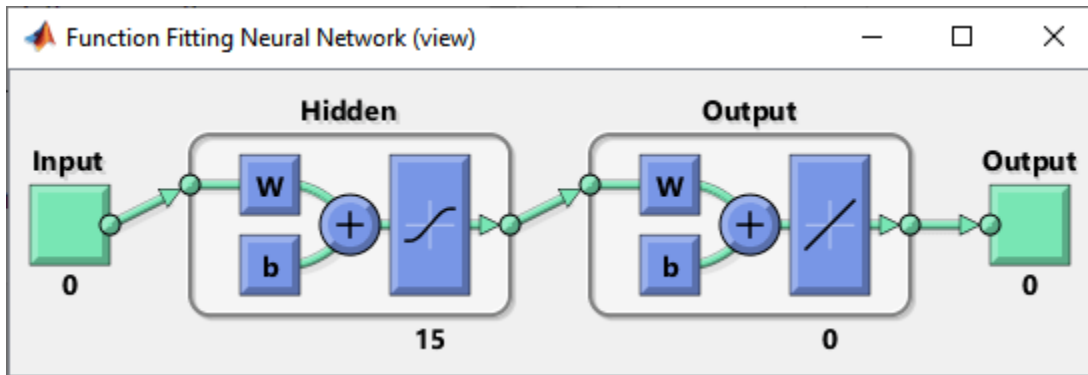 Function Fitting Neural Network (view)
Hidden
Output
Input
W
b
W
b
Output
0
15
0
0